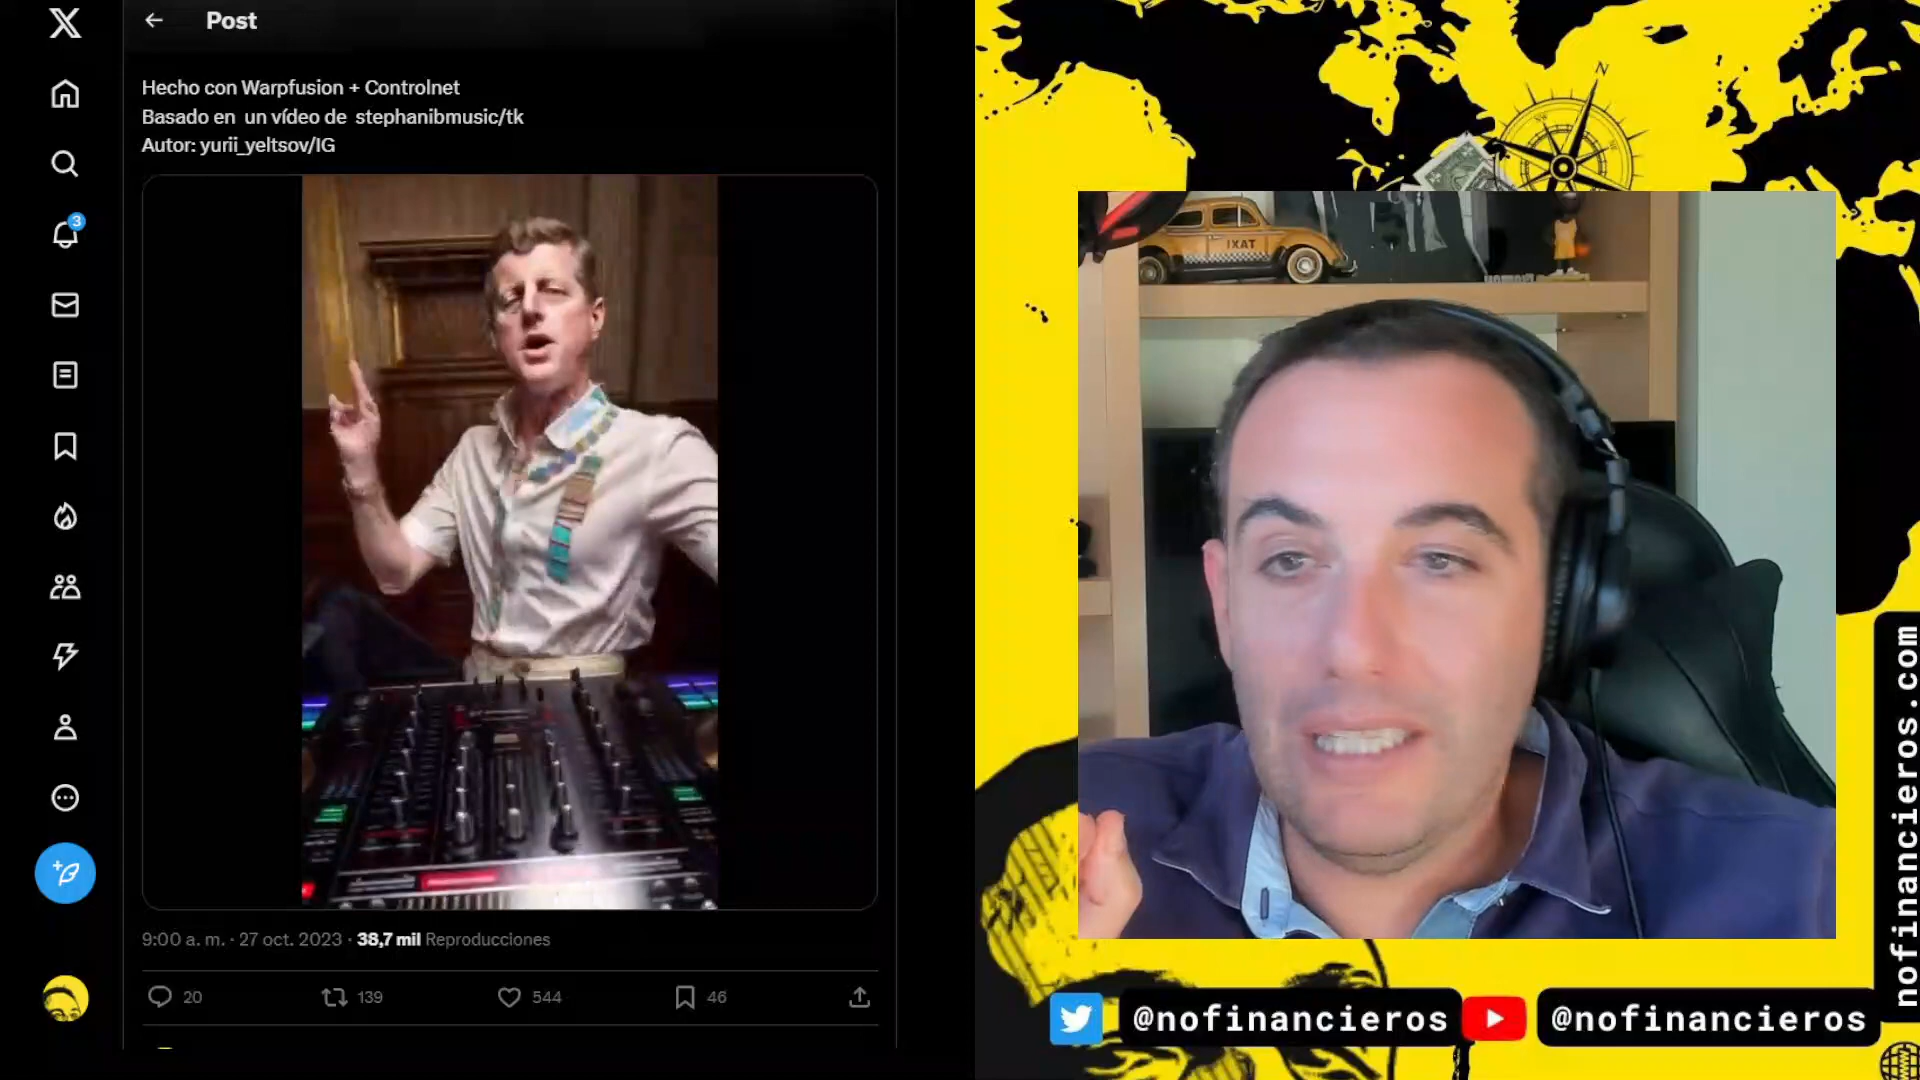 Post
Hecho con Warpfusion + Controlnet
Basado en un vídeo de stephanibmusic/tk
Autor: yurii_yeltsov/IG
9:00 a. m. · 27 oct. 2023 · 38,7 mil Reproducciones
20 139 544 46
3
N
IXAT
@nofinancieros
@nofinancieros
nofinancieros.com